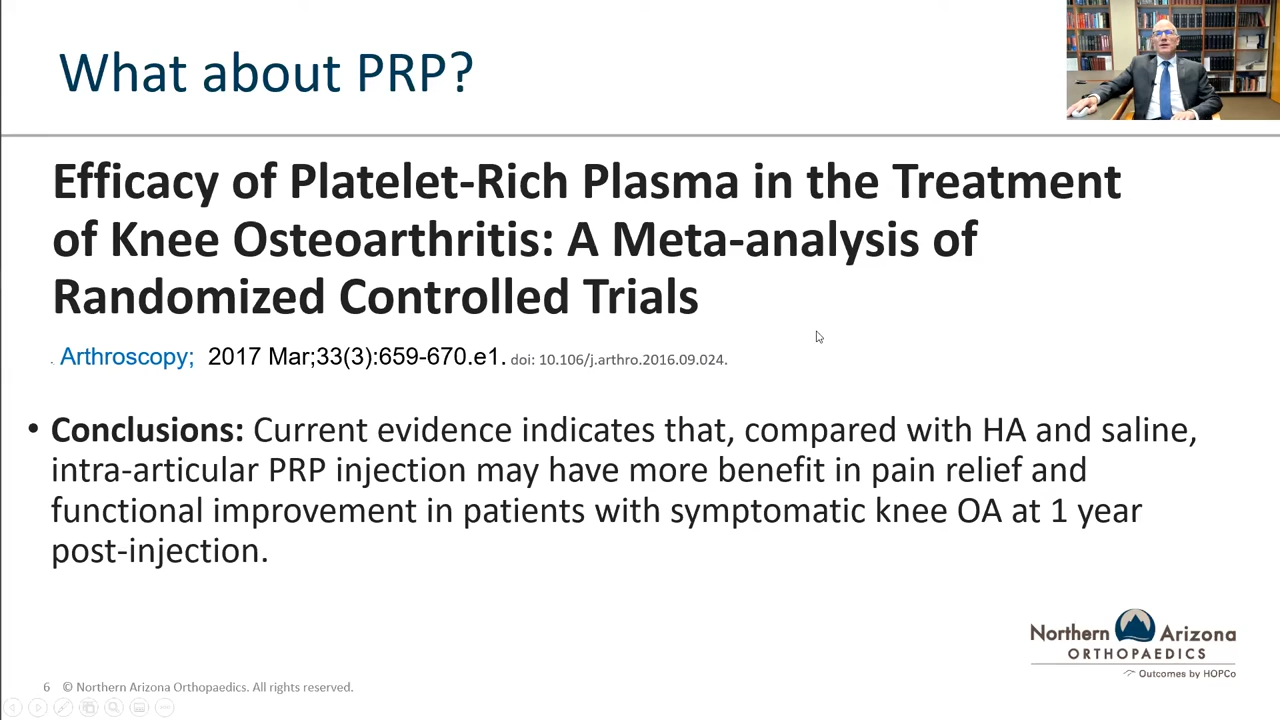 What about PRP?
Efficacy of Platelet-Rich Plasma in the Treatment
of Knee Osteoarthritis: A Meta-analysis of
Randomized Controlled Trials
. Arthroscopy; 2017 Mar;33(3):659-670.e1. doi: 10.106/j.arthro.2016.09.024.
• Conclusions: Current evidence indicates that, compared with HA and saline,
intra-articular PRP injection may have more benefit in pain relief and
functional improvement in patients with symptomatic knee OA at 1 year
post-injection.
Northern Arizona
ORTHOPAEDICS
Outcomes by HOPCo
6 © Northern Arizona Orthopaedics. All rights reserved.